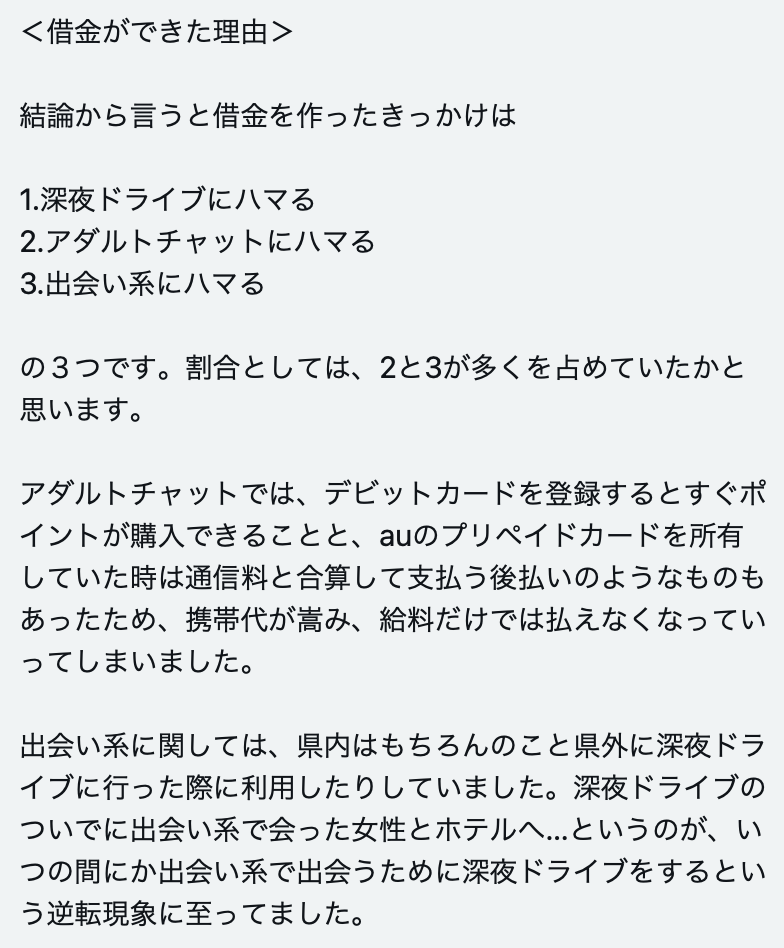 ＜借金ができた理由＞
結論から言うと借金を作ったきっかけは
1.深夜ドライブにハマる
2.アダルトチャットにハマる
3.出会い系にハマる
の３つです。割合としては、2と3が多くを占めていたかと
思います。
アダルトチャットでは、デビットカードを登録するとすぐポ
イントが購入できることと、auのプリペイドカードを所有
していた時は通信料と合算して支払う後払いのようなものも
あったため、携帯代が嵩み、給料だけでは払えなくなってい
ってしまいました。
出会い系に関しては、県内はもちろんのこと県外に深夜ドラ
イブに行った際に利用したりしていました。深夜ドライブの
ついでに出会い系で会った女性とホテルへ...というのが、い
つの間にか出会い系で出会うために深夜ドライブをするとい
う逆転現象に至ってました。